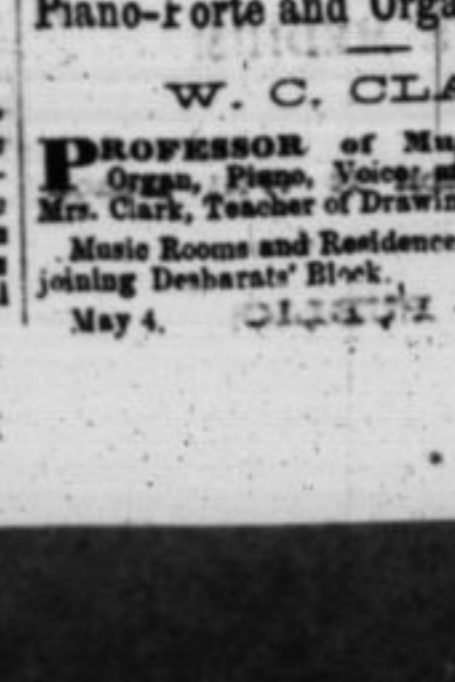 Piano-Forte and Orga
W. C. CLA
PROFESSOR of Mu
Organ, Piano, Voice
Mrs. Clark, Teacher of Drawin
Music Rooms and Residence
joining Desbarats' Block.
May 4.